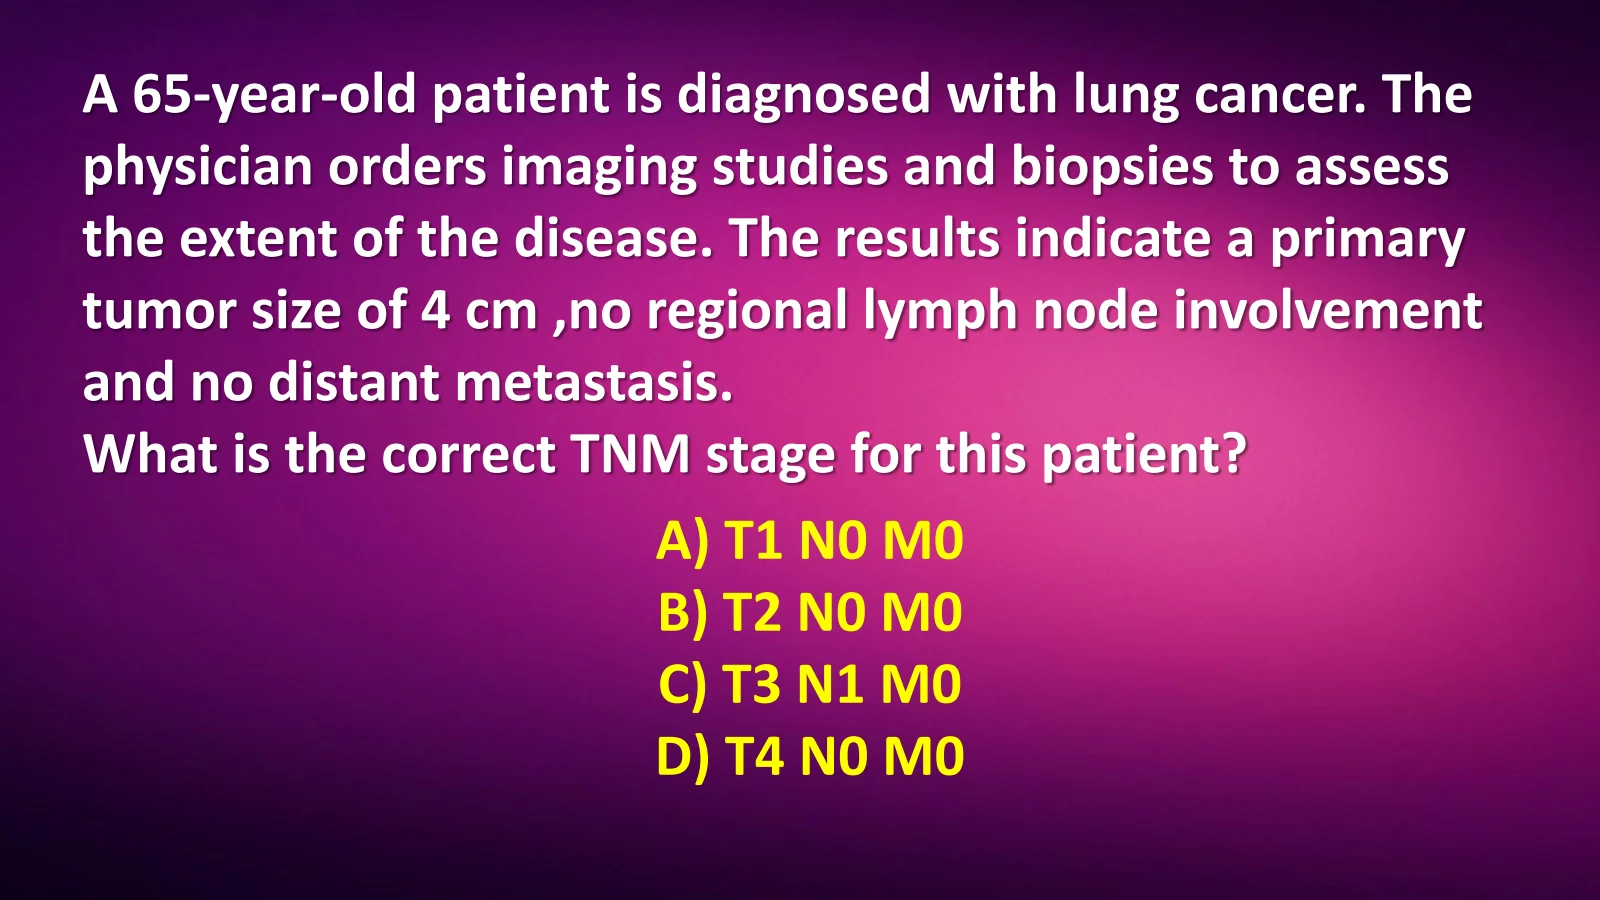 A 65-year-old patient is diagnosed with lung cancer. The
physician orders imaging studies and biopsies to assess
the extent of the disease. The results indicate a primary
tumor size of 4 cm ,no regional lymph node involvement
and no distant metastasis.
What is the correct TNM stage for this patient?
A) T1 N0 M0
B) T2 N0 M0
C) T3 N1 M0
D) T4 N0 M0